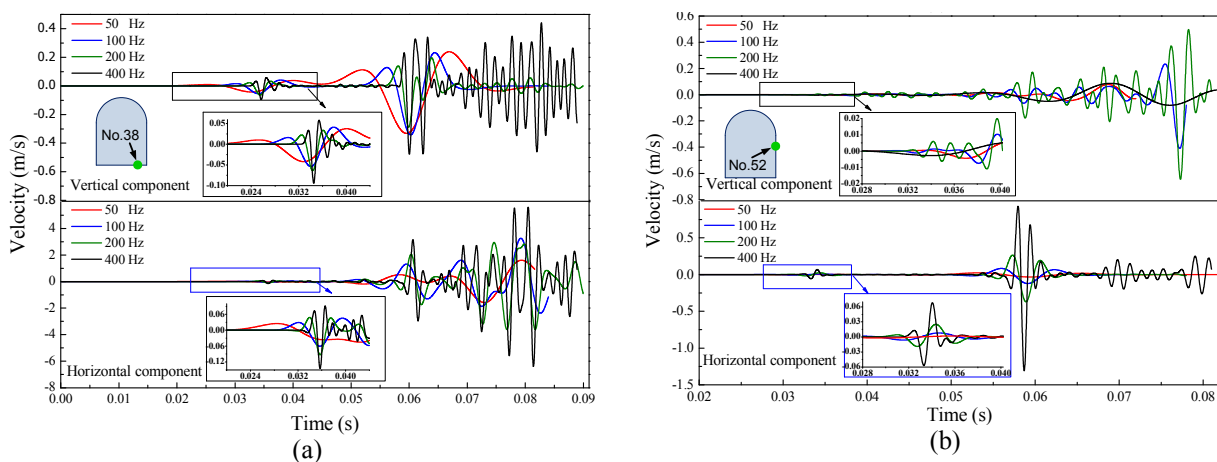 0.4
0.2
0.0
-0.2
-0.4
-0.6
-0.8
Velocity (m/s)
50 Hz
100 Hz
200 Hz
400 Hz
No.38
Vertical component
0.05
0.00
-0.05
-0.10
0.024 0.032 0.040
6
4
2
0
-2
-4
-6
-8
50 Hz
100 Hz
200 Hz
400 Hz
0.06
0.00
-0.06
-0.12
0.024 0.032 0.040
Horizontal component
0.00 0.01 0.02 0.03 0.04 0.05 0.06 0.07 0.08 0.09
Time (s)
(a)
0.6
0.4
0.2
0.0
-0.2
-0.4
-0.6
-0.8
Velocity (m/s)
50 Hz
100 Hz
200 Hz
400 Hz
No.52
Vertical component
0.02
0.01
0.00
-0.01
-0.02
0.028 0.032 0.036 0.040
0.5
0.0
-0.5
-1.0
-1.5
50 Hz
100 Hz
200 Hz
400 Hz
0.06
0.03
0.00
-0.03
-0.06
0.028 0.032 0.036 0.040
Horizontal component
0.02 0.03 0.04 0.05 0.06 0.07 0.08
Time (s)
(b)